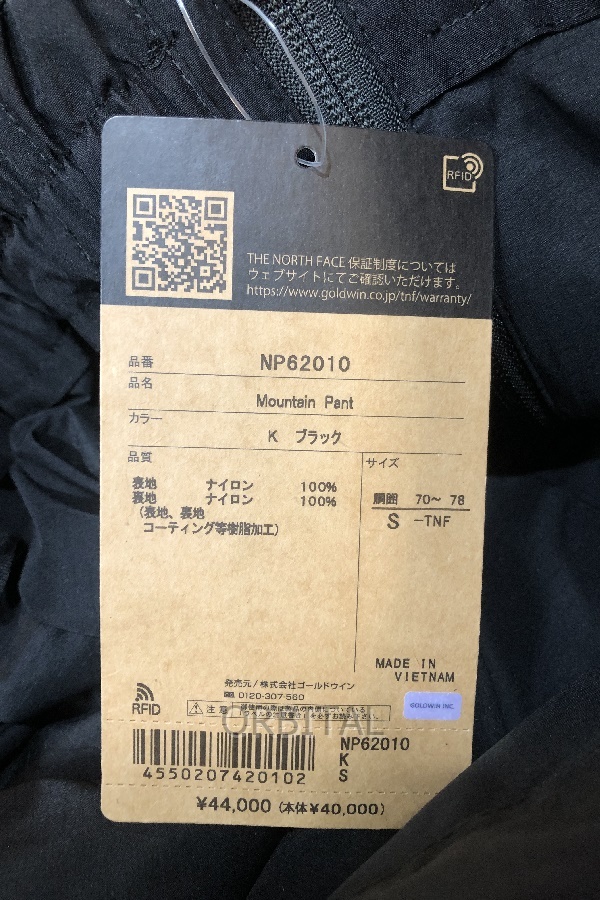 RFID
THE NORTH FACE 保証制度については
ウェブサイトにてご確認いただけます。
https://www.goldwin.co.jp/tnf/warranty/
品番 NP62010
品名
Mountain Pant
カラー
K ブラック
品質
表地 ナイロン 100%
裏地 ナイロン 100%
(表地、裏地
コーティング等樹脂加工)
サイズ
胴囲 70〜 78
S -TNF
MADE IN
VIETNAM
発売元/株式会社ゴールドウイン
0120-307-560
RFID
注意
GOLDWIN INC.
ORBITAL
4550207420102
NP62010
K
S
¥44,000 (本体¥40,000)